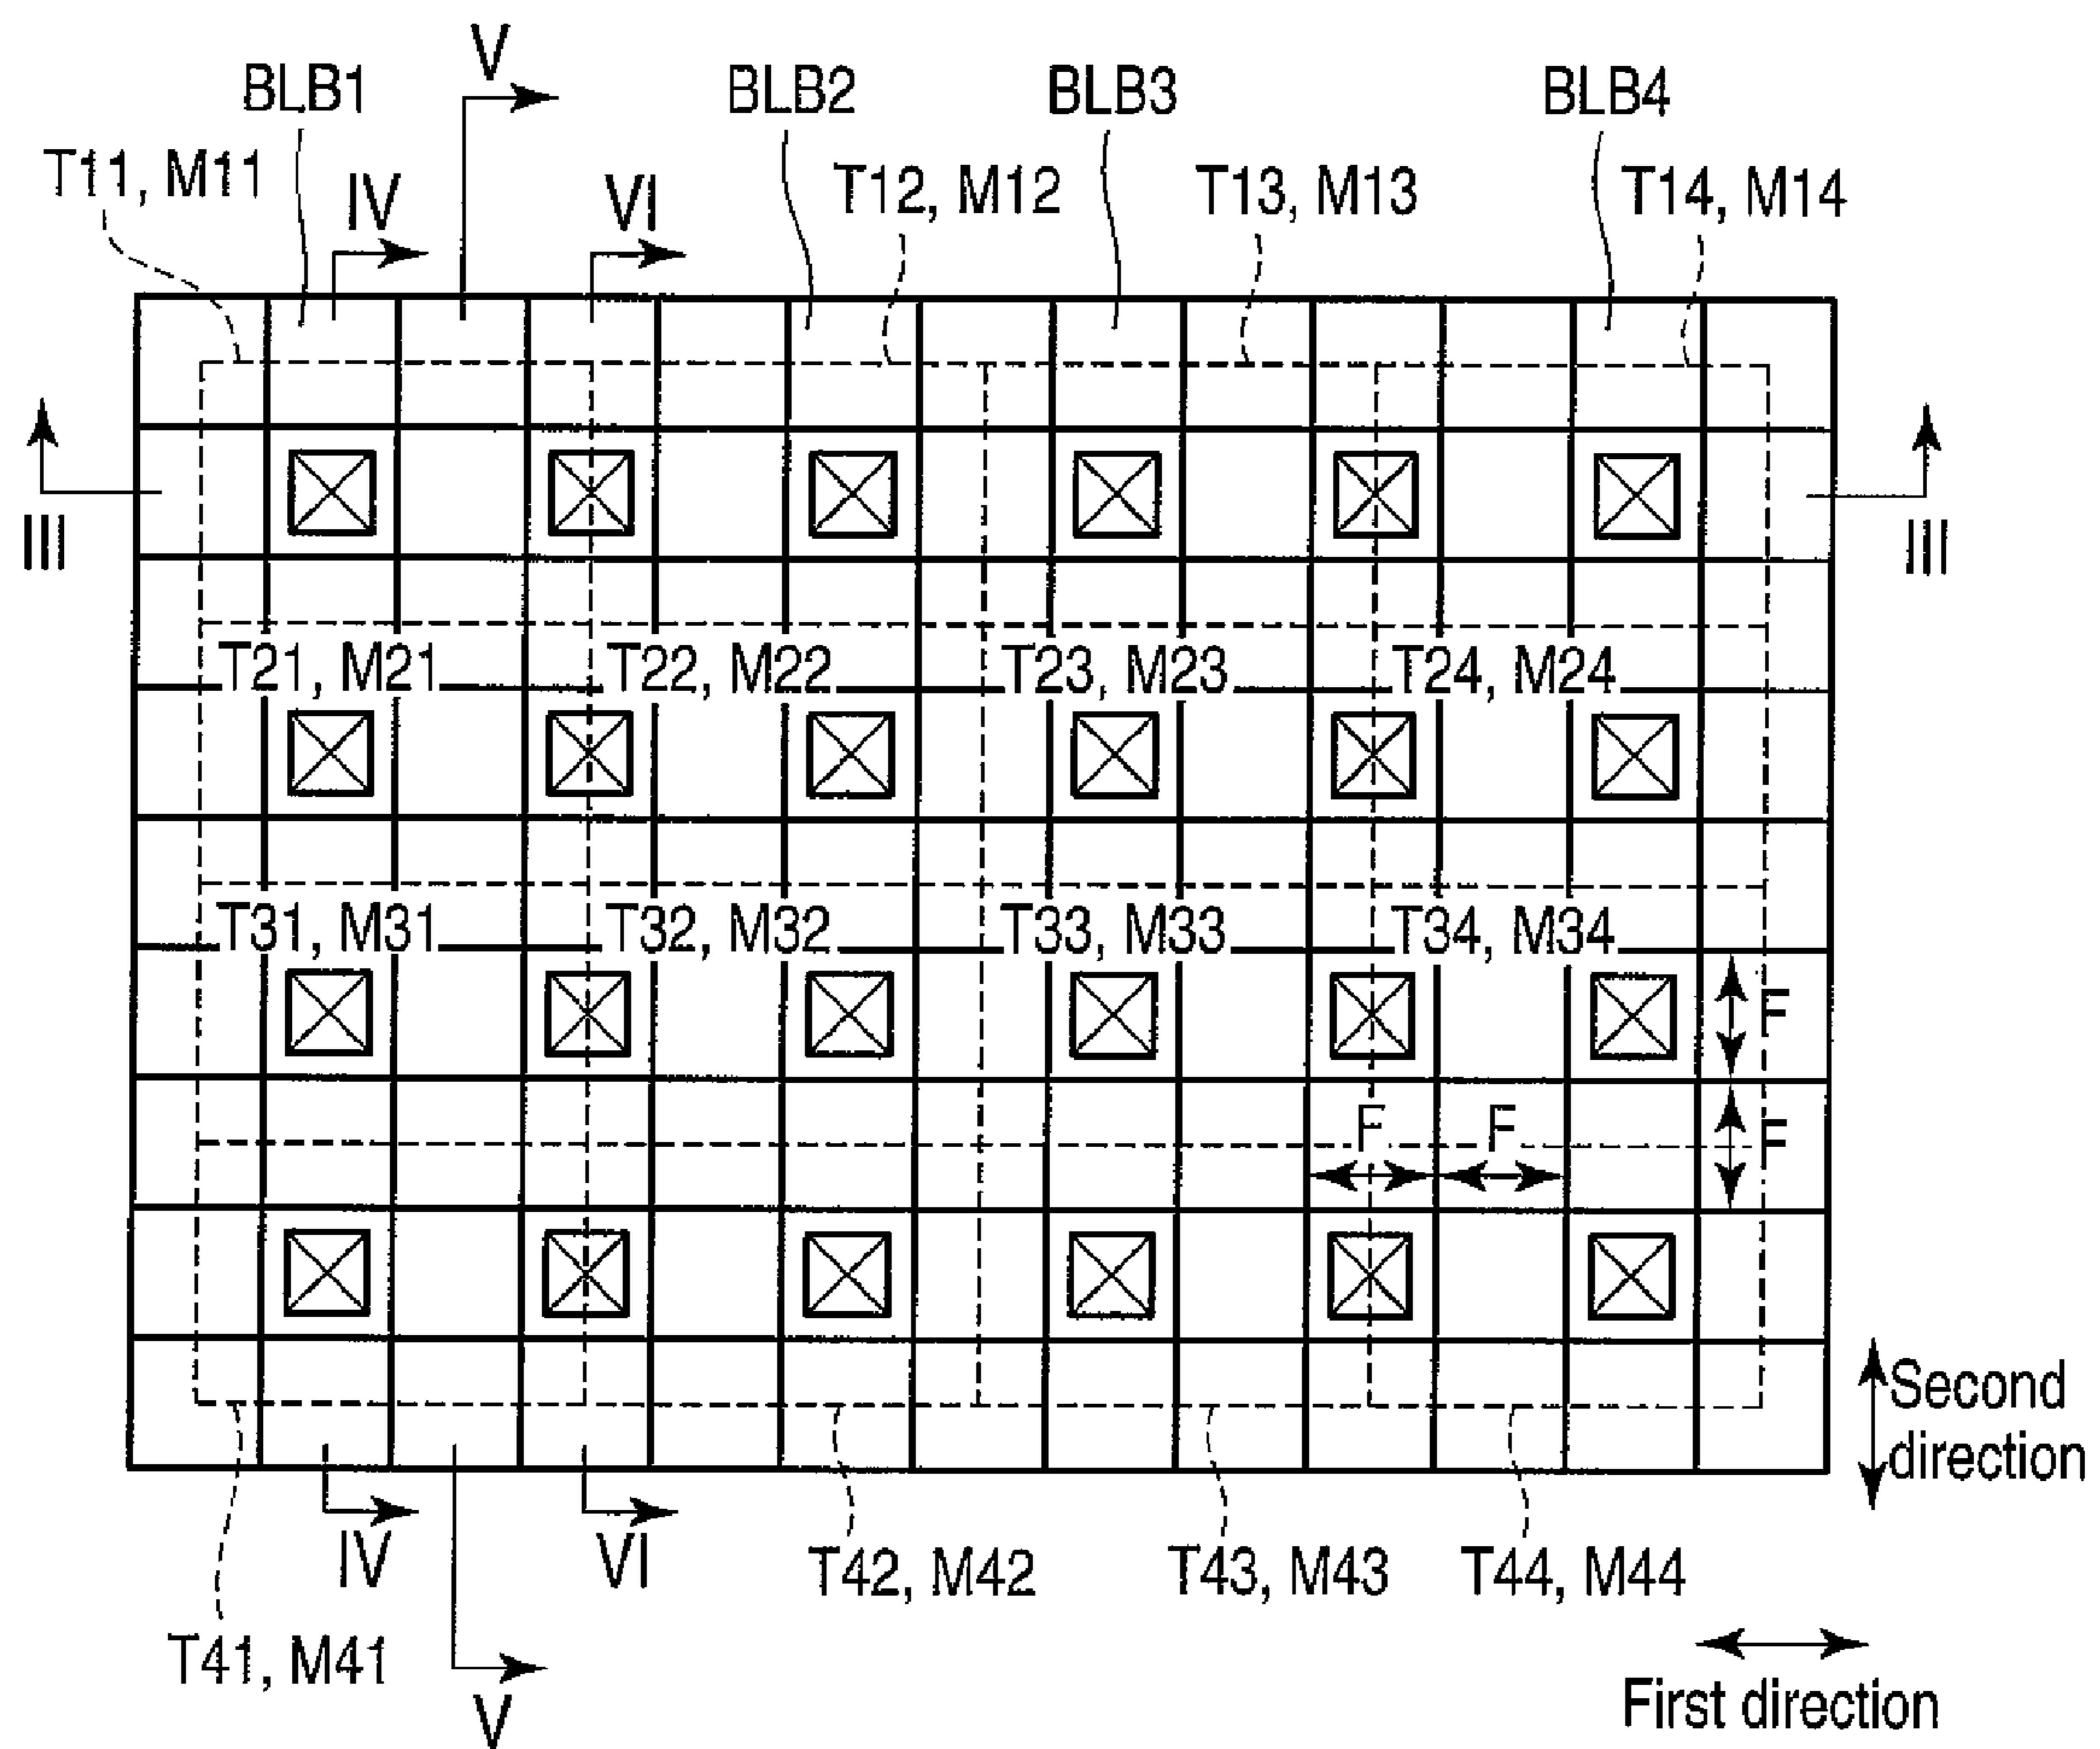 V
BLB1
BLB2
BLB3
BLB4
T11, M11
IV
VI
T12, M12
T13, M13
T14, M14
III
III
T21, M21
T22, M22
T23, M23
T24, M24
T31, M31
T32, M32
T33, M33
T34, M34
F
F
F
F
Second
direction
IV
VI
T42, M42
T43, M43
T44, M44
T41, M41
V
First direction